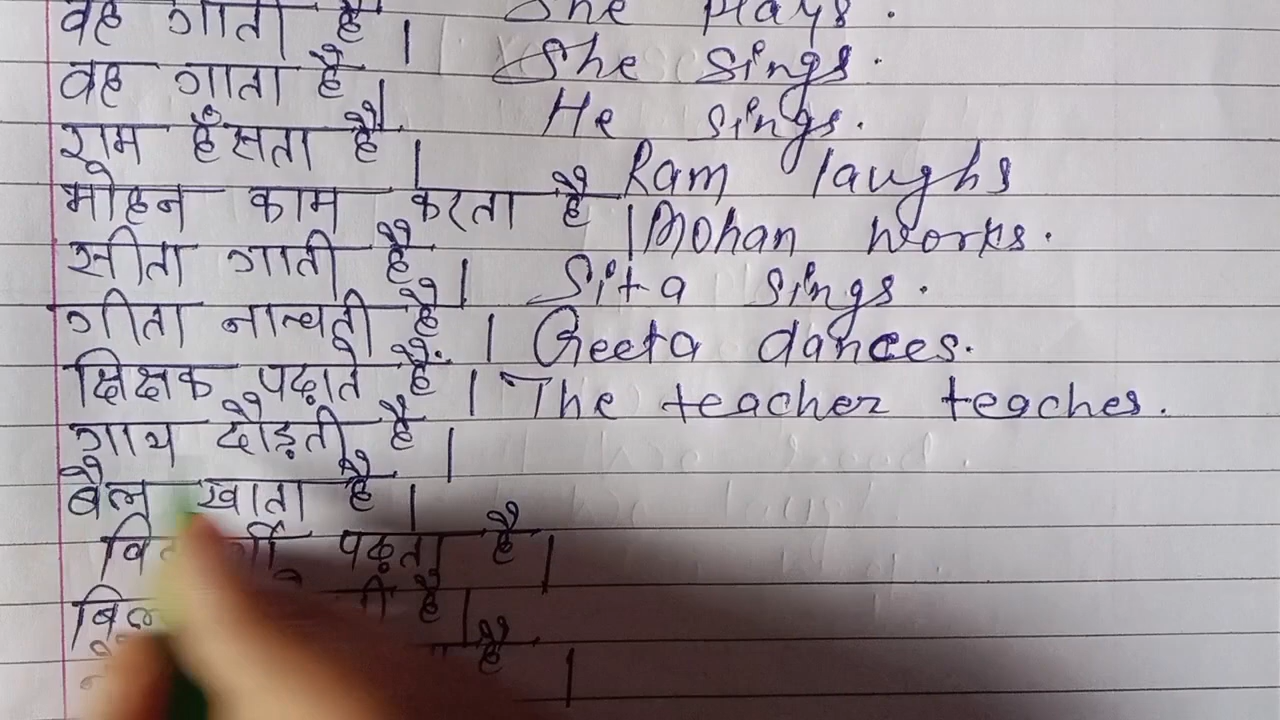 वह गाती है। She plays.
वह गाता है। She sings.
राम हँसता है। He sings.
मोहन काम करता है। Ram laughs
सीता गाती है। Mohan works.
गीता नाचती है। Sita sings.
शिक्षक पढ़ाते हैं। Geeta dances.
गाय दौड़ती है। The teacher teaches.
बैल खाता है।
पढ़ता है।
है।
है।